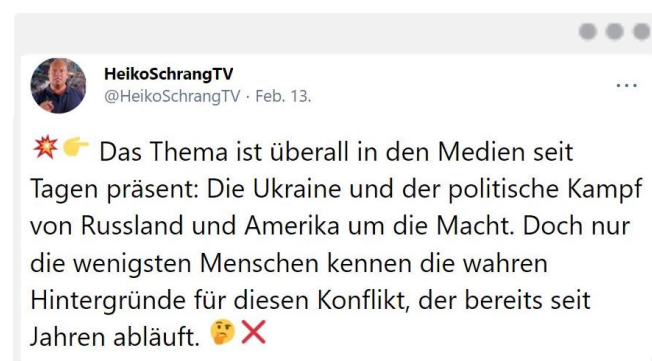 HeikoSchrangTV
@HeikoSchrangTV · Feb. 13.
💥👉 Das Thema ist überall in den Medien seit
Tagen präsent: Die Ukraine und der politische Kampf
von Russland und Amerika um die Macht. Doch nur
die wenigsten Menschen kennen die wahren
Hintergründe für diesen Konflikt, der bereits seit
Jahren abläuft. 🤔❌